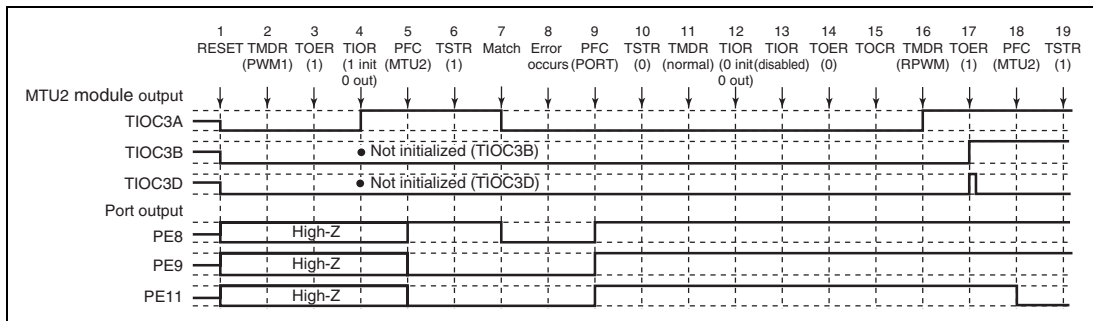 1 2 3 4 5 6 7 8 9 10 11 12 13 14 15 16 17 18 19
RESET TMDR TOER TIOR PFC TSTR Match Error PFC TSTR TMDR TIOR TIOR TOER TOCR TMDR TOER PFC TSTR
(PWM1) (1) (1 init (MTU2) (1) occurs (PORT) (0) (normal) (0 init (disabled) (0) (RPWM) (1) (MTU2) (1)
0 out) 0 out)
MTU2 module output
TIOC3A
TIOC3B • Not initialized (TIOC3B)
TIOC3D • Not initialized (TIOC3D)
Port output
PE8 High-Z
PE9 High-Z
PE11 High-Z